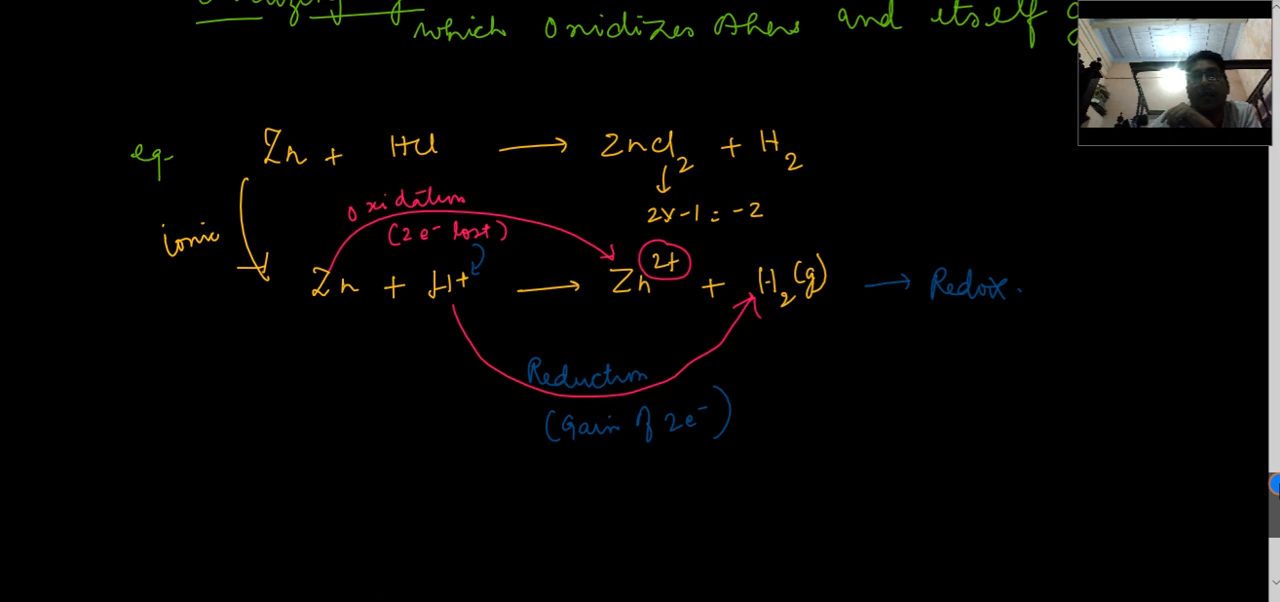 which oxidizes others and itself
eg- Zn + HCl → ZnCl2 + H2
↓
2x-1 = -2
oxidation
(2e- lost)
ionic
Zn + H+ → Zn2+ + H2(g) → Redox.
Reduction
(Gain of 2e-)